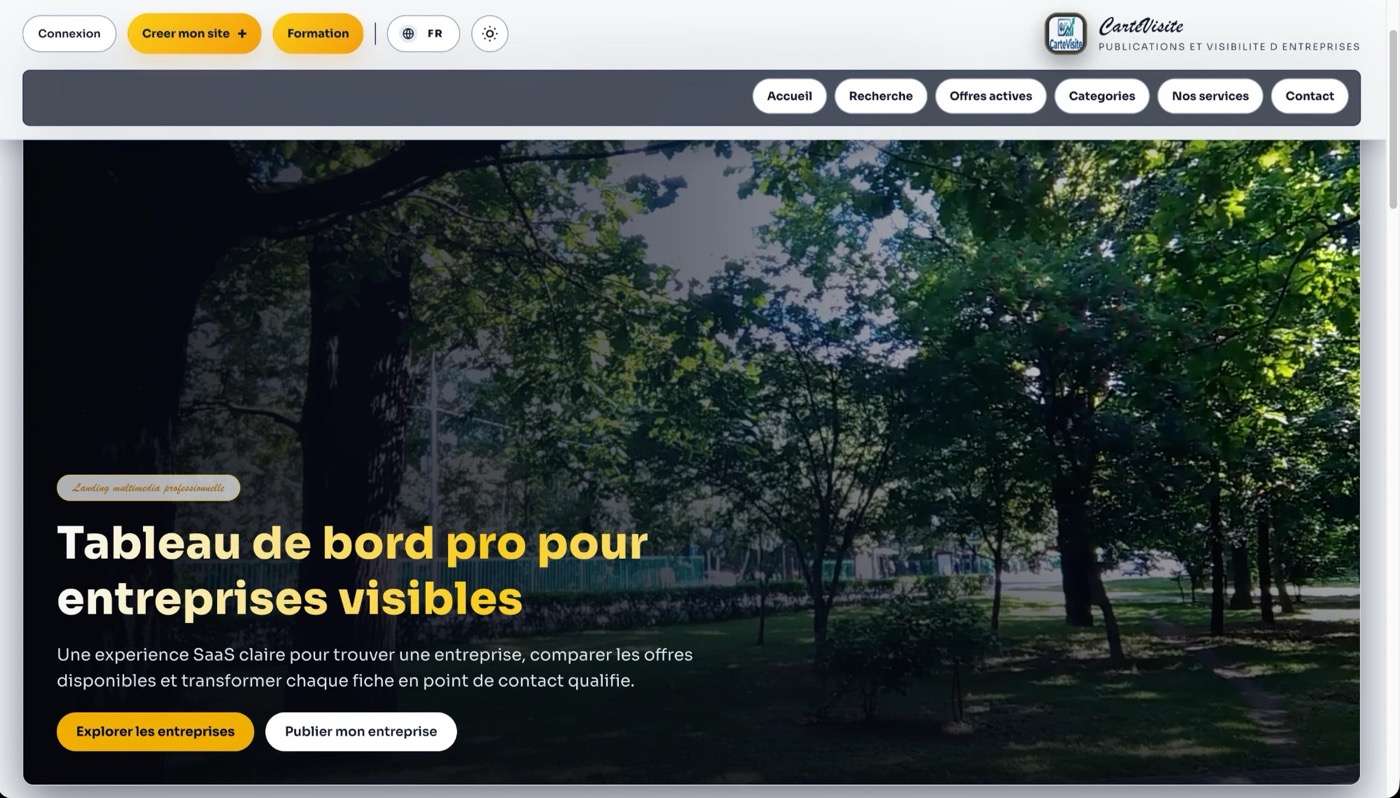 Connexion
Creer mon site +
Formation
FR
CarteVisite
CarteVisite
PUBLICATIONS ET VISIBILITE D ENTREPRISES
Accueil
Recherche
Offres actives
Categories
Nos services
Contact
Landing multimedia professionnelle
Tableau de bord pro pour
entreprises visibles
Une experience SaaS claire pour trouver une entreprise, comparer les offres
disponibles et transformer chaque fiche en point de contact qualifie.
Explorer les entreprises
Publier mon entreprise